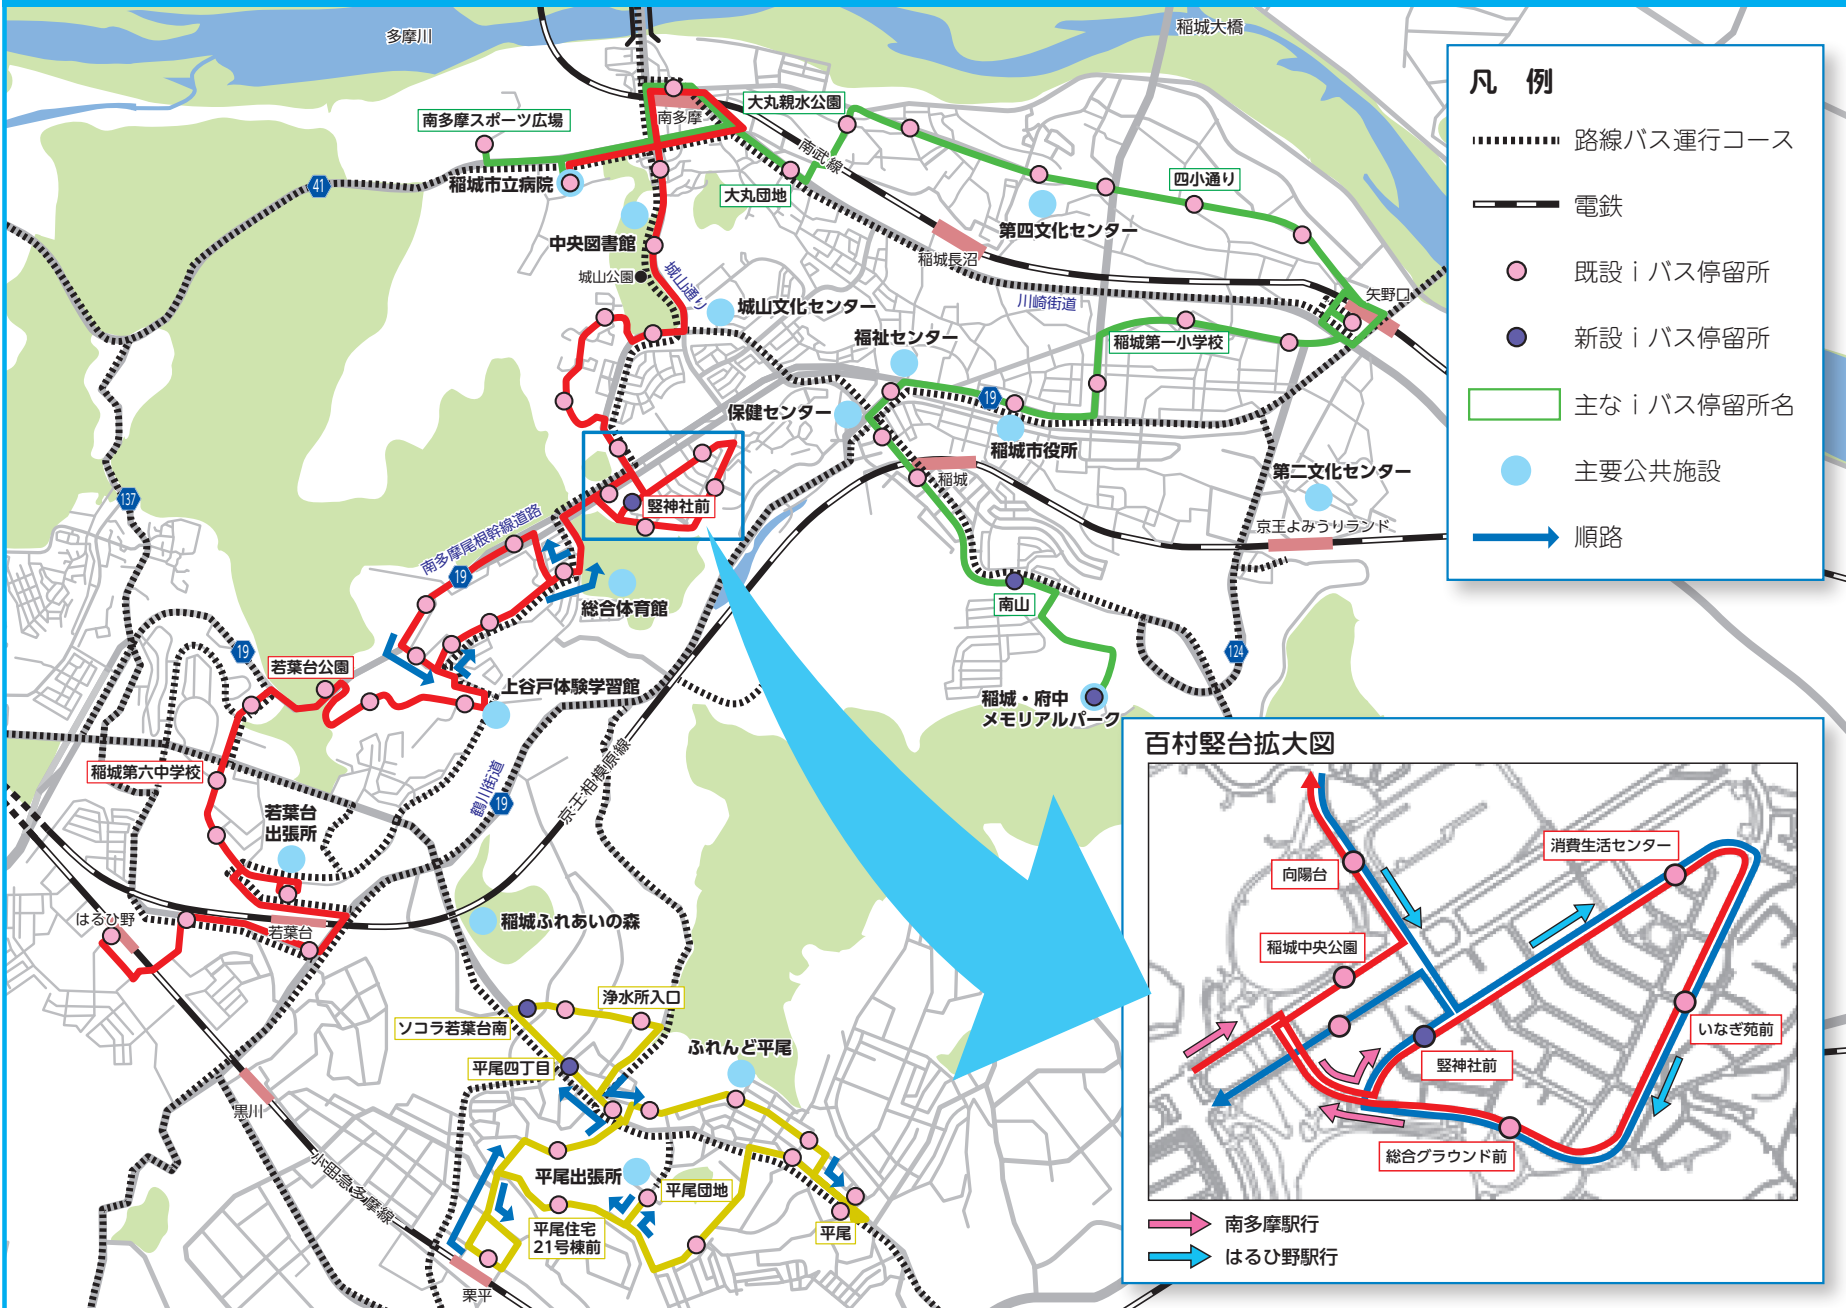 多摩川
稲城大橋
凡　例
路線バス運行コース
電鉄
既設 i バス停留所
新設 i バス停留所
主な i バス停留所名
主要公共施設
順路
南多摩スポーツ広場
南多摩
大丸親水公園
南武線
41
稲城市立病院
大丸団地
四小通り
中央図書館
第四文化センター
稲城長沼
城山公園
城山通り
城山文化センター
川崎街道
矢野口
福祉センター
稲城第一小学校
保健センター
19
稲城市役所
稲城
第二文化センター
137
竪神社前
京王よみうりランド
南多摩尾根幹線道路
19
総合体育館
南山
19
124
若葉台公園
上谷戸体験学習館
稲城・府中
メモリアルパーク
稲城第六中学校
京王相模原線
鶴川街道
19
若葉台
出張所
はるひ野
若葉台
稲城ふれあいの森
浄水所入口
ソコラ若葉台南
ふれんど平尾
平尾四丁目
黒川
小田急多摩線
平尾出張所
平尾団地
平尾住宅
21号棟前
平尾
栗平
百村竪台拡大図
消費生活センター
向陽台
稲城中央公園
いなぎ苑前
竪神社前
総合グラウンド前
南多摩駅行
はるひ野駅行